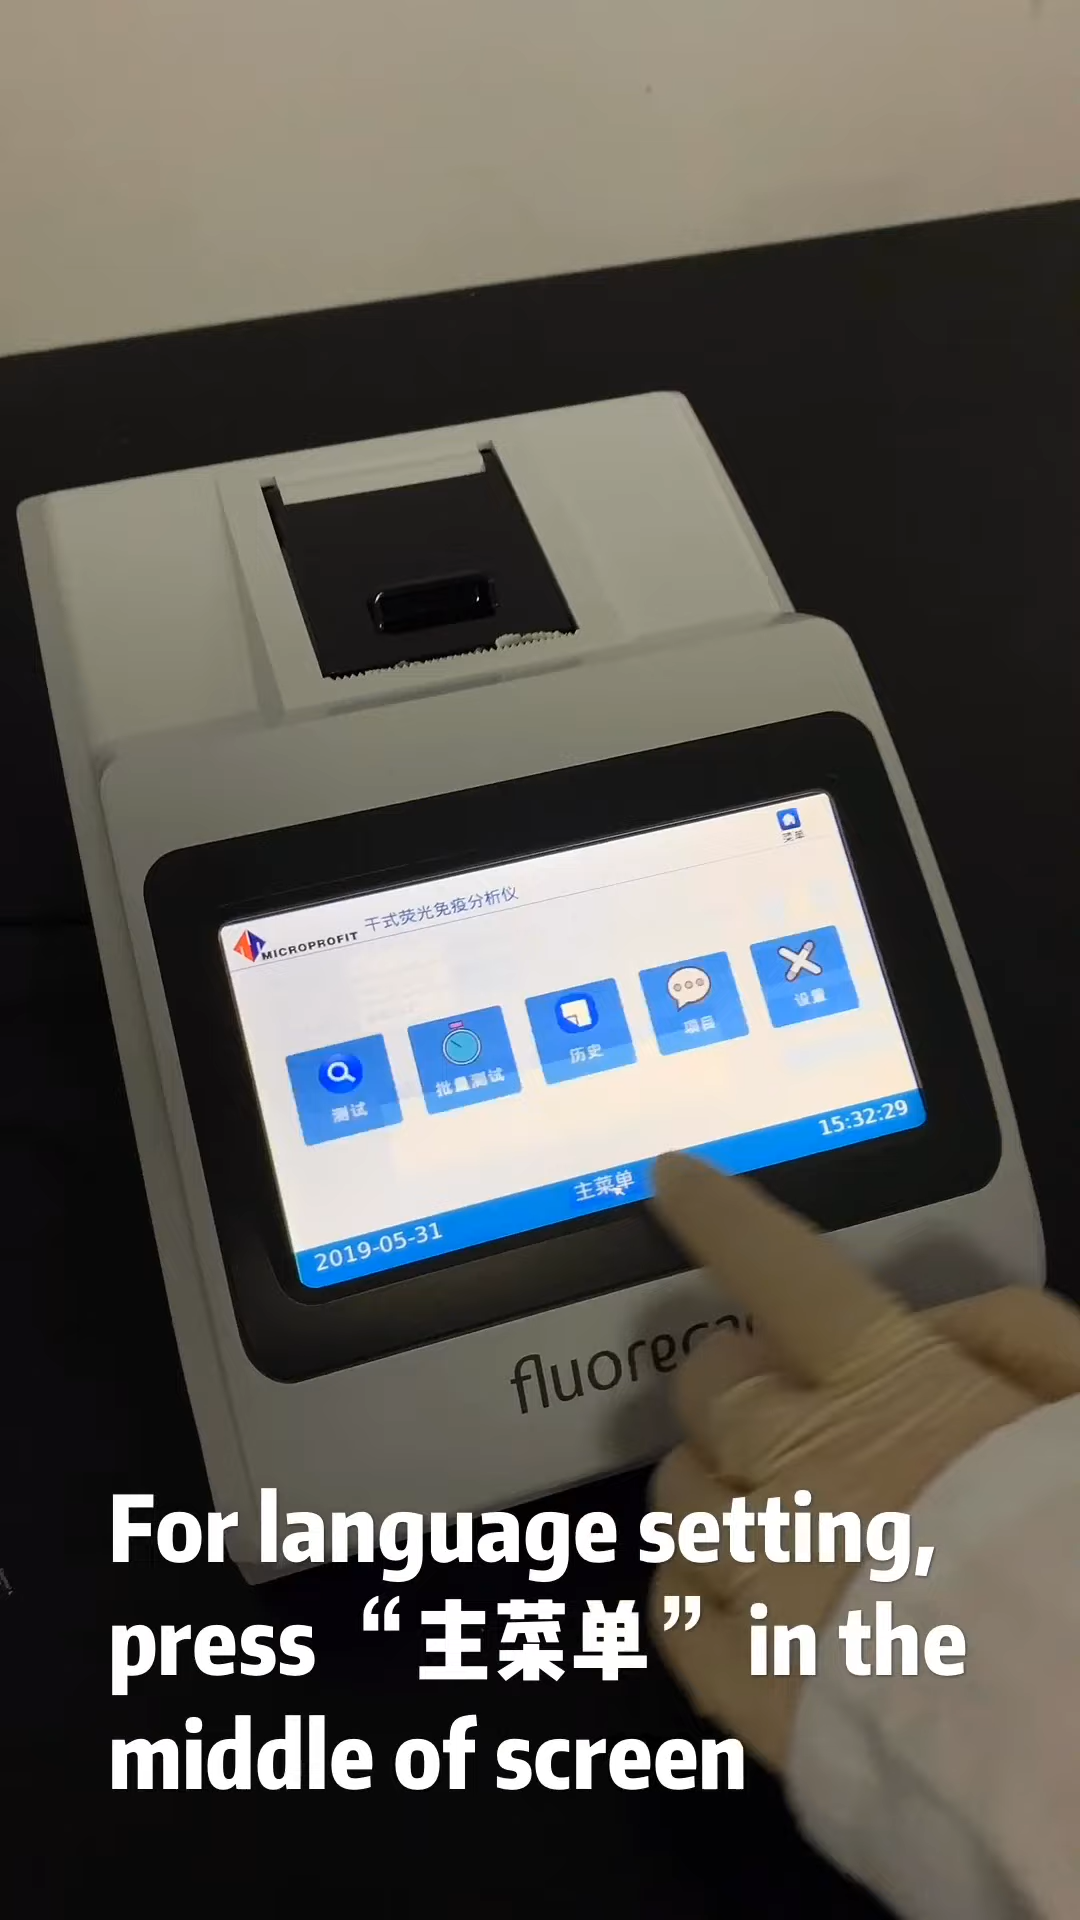 菜单
MICROPROFIT 干式荧光免疫分析仪
测试
批量测试
历史
项目
设置
2019-05-31
主菜单
15:32:29
For language setting,
press “主菜单” in the
middle of screen